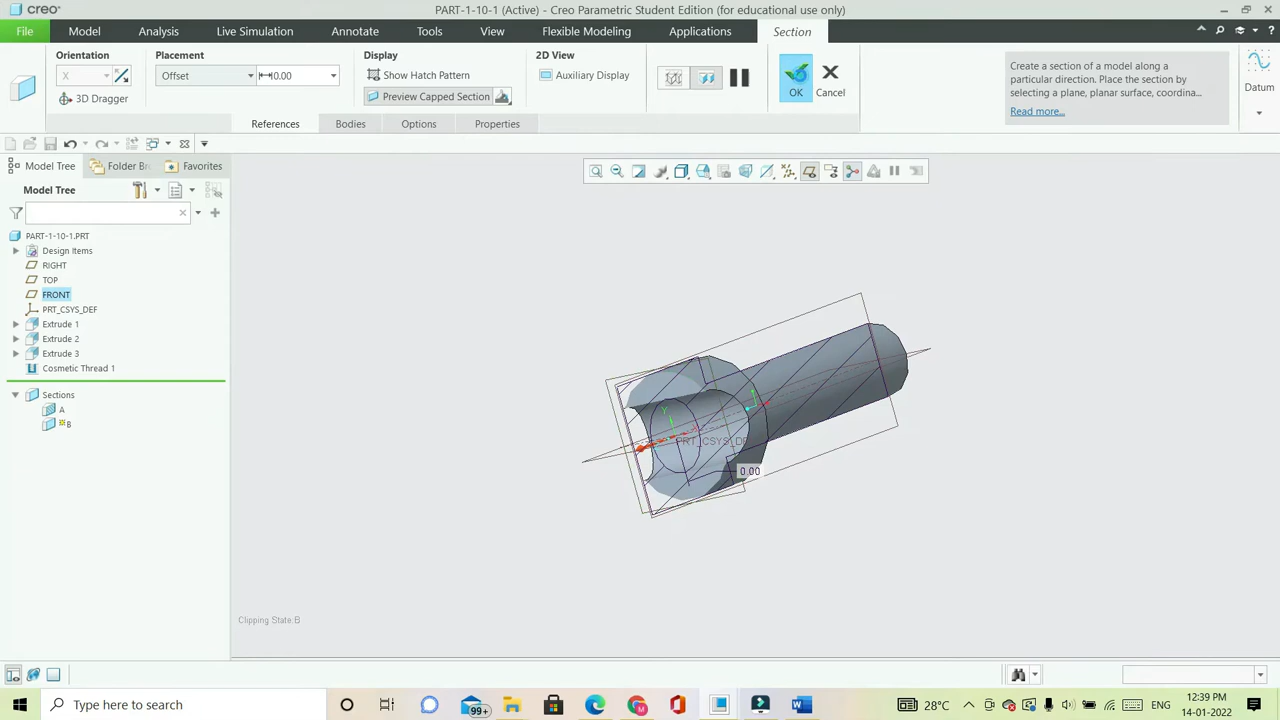 creo°
PART-1-10-1 (Active) - Creo Parametric Student Edition (for educational use only)
File
Model
Analysis
Live Simulation
Annotate
Tools
View
Flexible Modeling
Applications
Section
Orientation
X
3D Dragger
Placement
Offset
0.00
Display
Show Hatch Pattern
Preview Capped Section
2D View
Auxiliary Display
OK
Cancel
Create a section of a model along a
particular direction. Place the section by
selecting a plane, planar surface, coordina...
Read more...
Datum
References
Bodies
Options
Properties
Model Tree
Folder Br
Favorites
Model Tree
PART-1-10-1.PRT
Design Items
RIGHT
TOP
FRONT
PRT_CSYS_DEF
Extrude 1
Extrude 2
Extrude 3
Cosmetic Thread 1
Sections
A
B
Y
PRT_CSYS_DE
0.00
Clipping State:B
Type here to search
99+
28°C
ENG
12:39 PM
14-01-2022